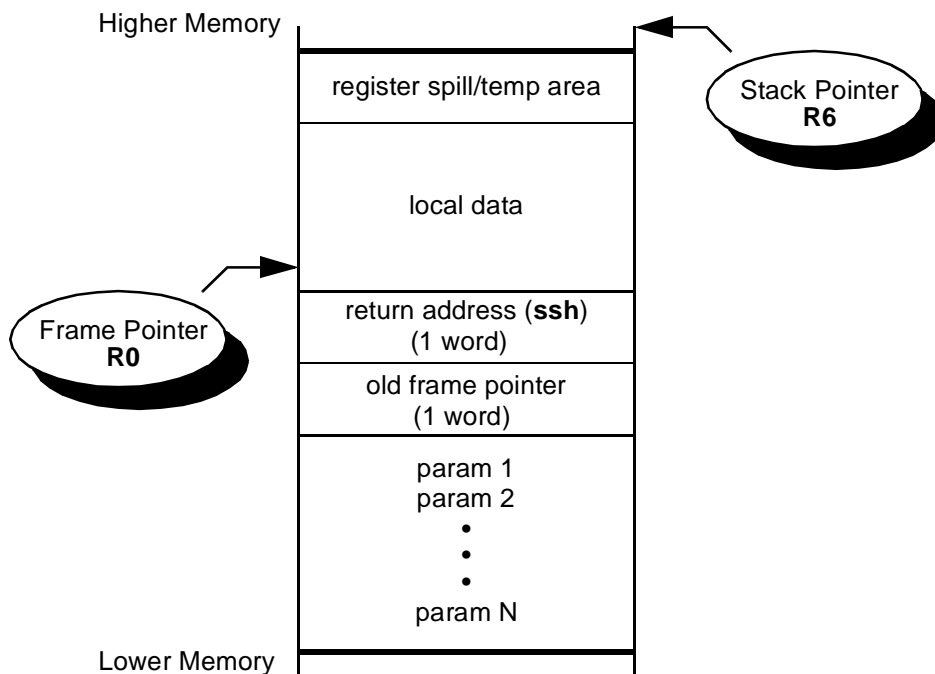 Higher Memory
register spill/temp area
Stack Pointer
R6
local data
Frame Pointer
R0
return address (ssh)
(1 word)
old frame pointer
(1 word)
param 1
param 2
•
•
•
param N
Lower Memory